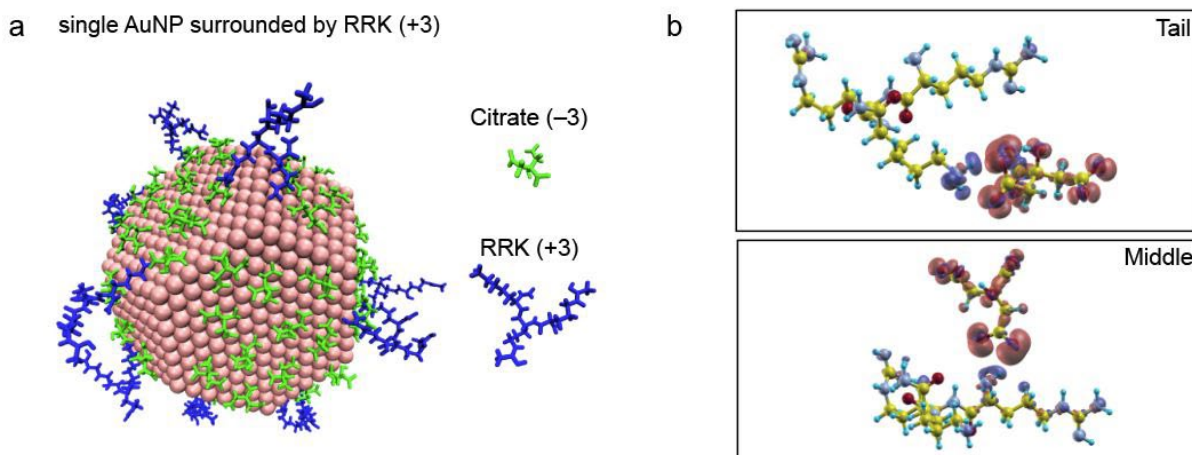 a single AuNP surrounded by RRK (+3)
Citrate (–3)
RRK (+3)
b
Tail
Middle